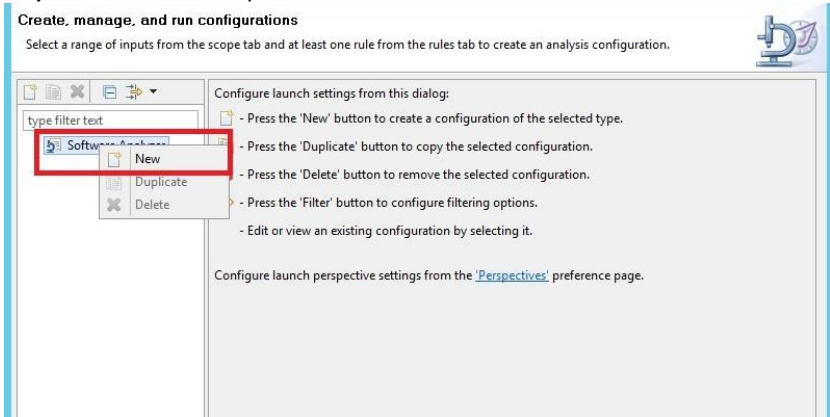 Create, manage, and run configurations
Select a range of inputs from the scope tab and at least one rule from the rules tab to create an analysis configuration.
type filter text
Software Analyzer
New
Duplicate
Delete
Configure launch settings from this dialog:
- Press the 'New' button to create a configuration of the selected type.
- Press the 'Duplicate' button to copy the selected configuration.
- Press the 'Delete' button to remove the selected configuration.
- Press the 'Filter' button to configure filtering options.
- Edit or view an existing configuration by selecting it.
Configure launch perspective settings from the 'Perspectives' preference page.